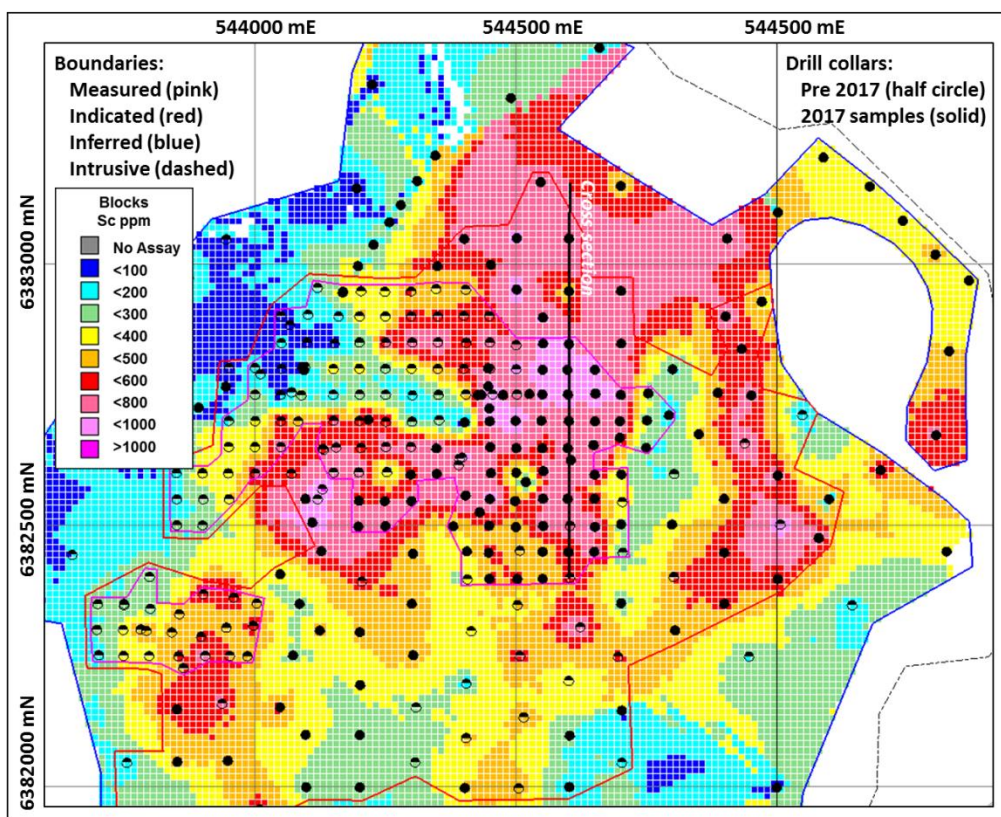 544000 mE 544500 mE 544500 mE
Boundaries:
Measured (pink)
Indicated (red)
Inferred (blue)
Intrusive (dashed)
Drill collars:
Pre 2017 (half circle)
2017 samples (solid)
Blocks
Sc ppm
No Assay
<100
<200
<300
<400
<500
<600
<800
<1000
>1000
Cross section
6383000 mN
6382500 mN
6382000 mN